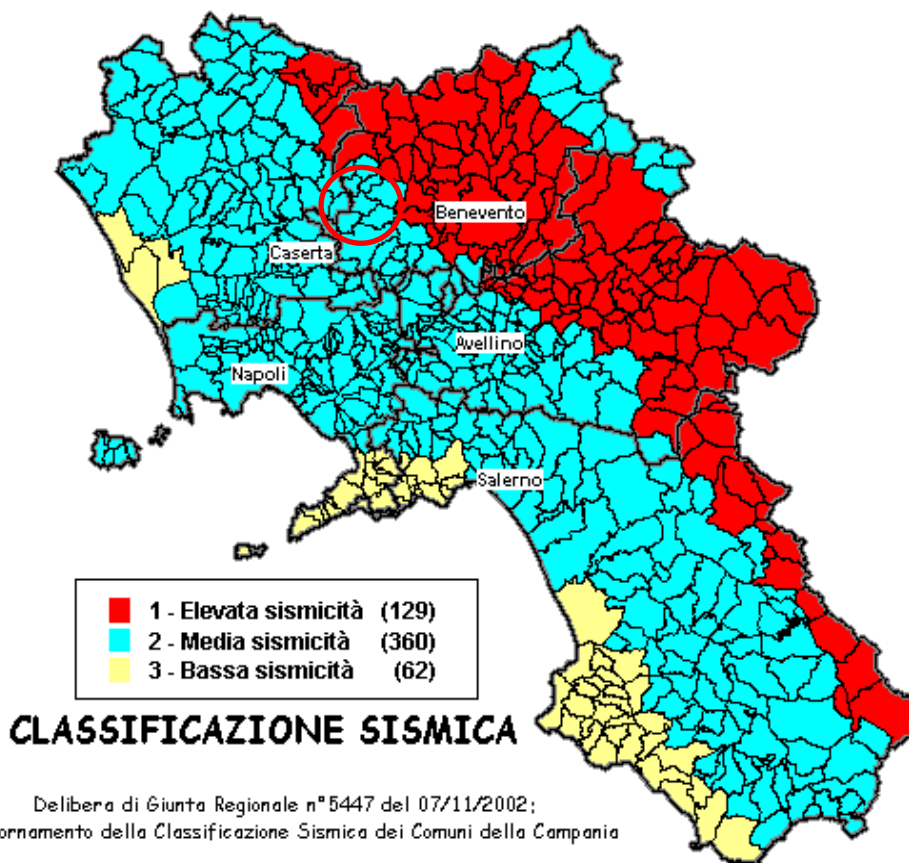 Benevento
Caserta
Avellino
Napoli
Salerno
1 - Elevata sismicità (129)
2 - Media sismicità (360)
3 - Bassa sismicità (62)
CLASSIFICAZIONE SISMICA
Delibera di Giunta Regionale n°5447 del 07/11/2002;
ornamento della Classificazione Sismica dei Comuni della Campania